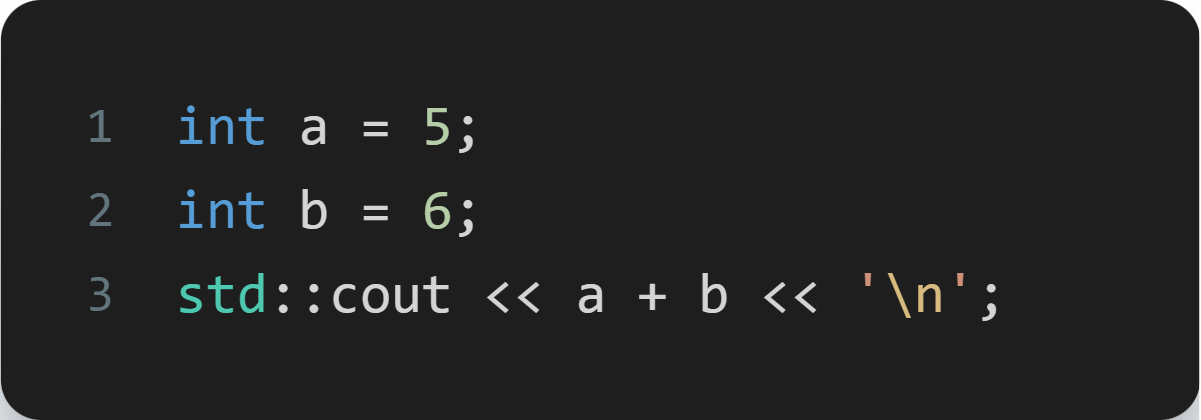 1 int a = 5;
2 int b = 6;
3 std::cout << a + b << '\n';